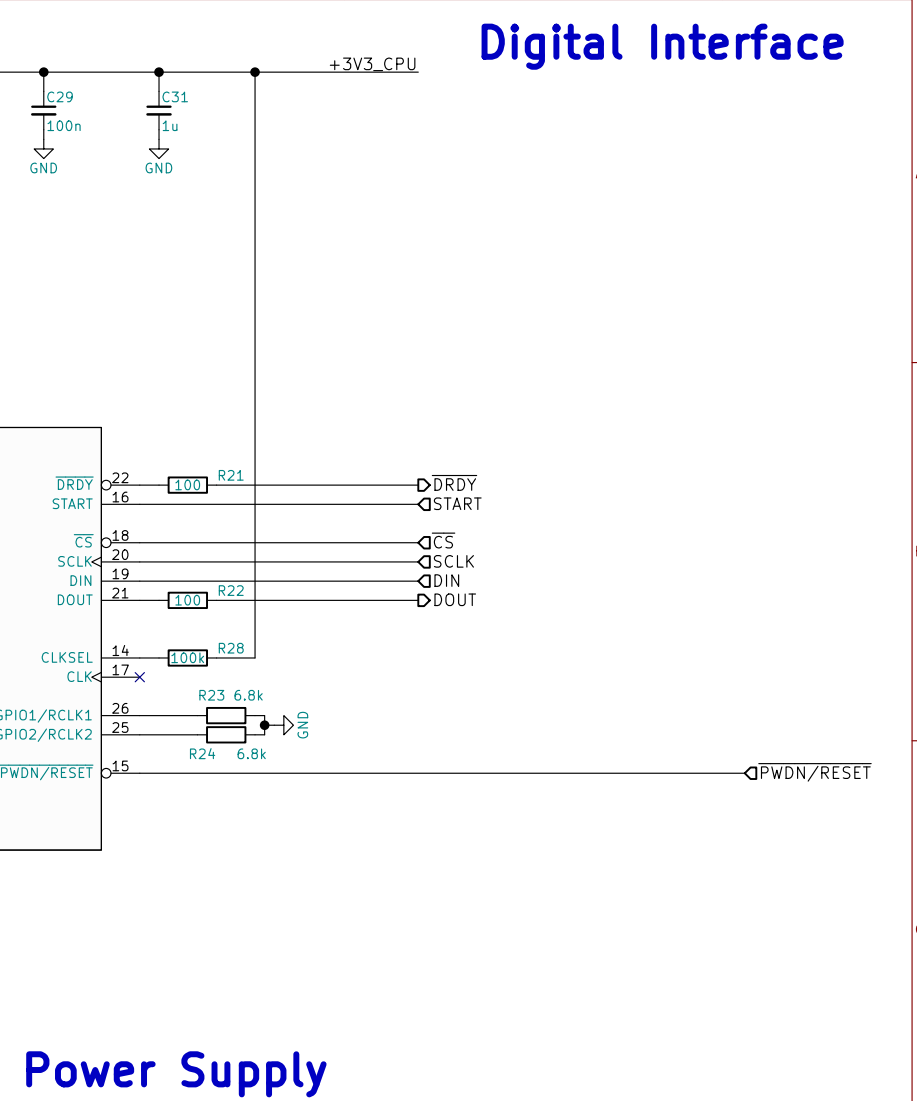 Digital Interface
+3V3_CPU
C29
C31
100n
1u
GND
GND
DRDY 22 100 R21 DRDY
START 16 START
CS 18 CS
SCLK 20 SCLK
DIN 19 DIN
DOUT 21 100 R22 DOUT
CLKSEL 14 100k R28
CLK 17
R23 6.8k
GPIO1/RCLK1 26
GND
GPIO2/RCLK2 25
R24 6.8k
PWDN/RESET 15 PWDN/RESET
Power Supply